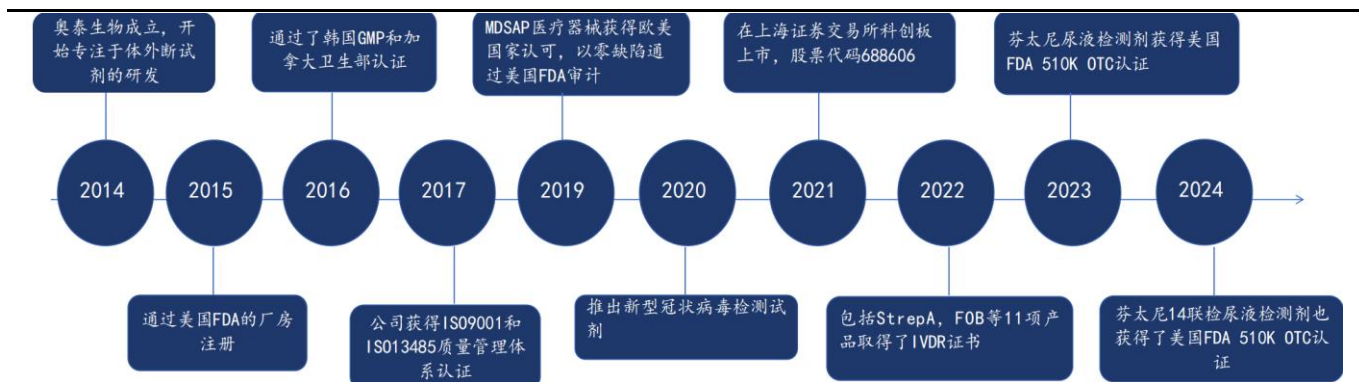 奥泰生物成立，开
始专注于体外断试
剂的研发
通过了韩国GMP和加
拿大卫生部认证
MDSAP医疗器械获得欧美
国家认可，以零缺陷通
过美国FDA审计
在上海证券交易所科创板
上市，股票代码688606
芬太尼尿液检测剂获得美国
FDA 510K OTC认证
2014
2015
2016
2017
2019
2020
2021
2022
2023
2024
通过美国FDA的厂房
注册
公司获得ISO9001和
ISO13485质量管理体
系认证
推出新型冠状病毒检测试
剂
包括StrepA, FOB等11项产
品取得了IVDR证书
芬太尼14联检尿液检测剂也
获得了美国FDA 510K OTC认
证